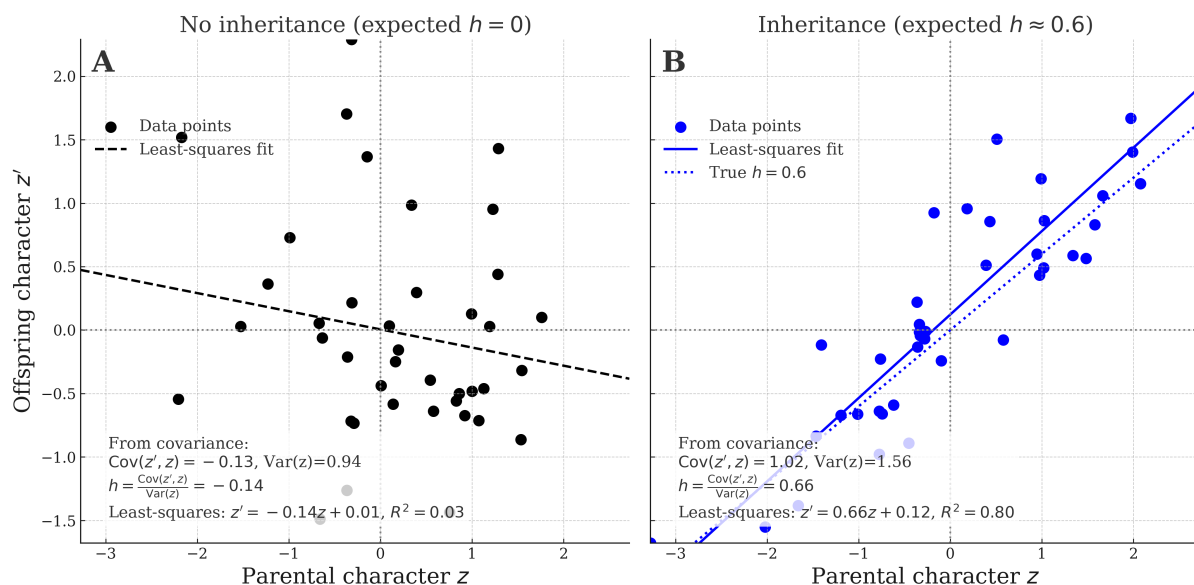 No inheritance (expected h = 0)
A
Data points
Least-squares fit
From covariance:
Cov(z′, z) = −0.13, Var(z)=0.94
h = Cov(z′, z)/Var(z) = −0.14
Least-squares: z′ = −0.14z + 0.01, R² = 0.03
2.0
1.5
1.0
0.5
0.0
−0.5
−1.0
−1.5
−3 −2 −1 0 1 2
Parental character z
Offspring character z′
Inheritance (expected h ≈ 0.6)
B
Data points
Least-squares fit
True h = 0.6
From covariance:
Cov(z′, z) = 1.02, Var(z)=1.56
h = Cov(z′, z)/Var(z) = 0.66
Least-squares: z′ = 0.66z + 0.12, R² = 0.80
−3 −2 −1 0 1 2
Parental character z